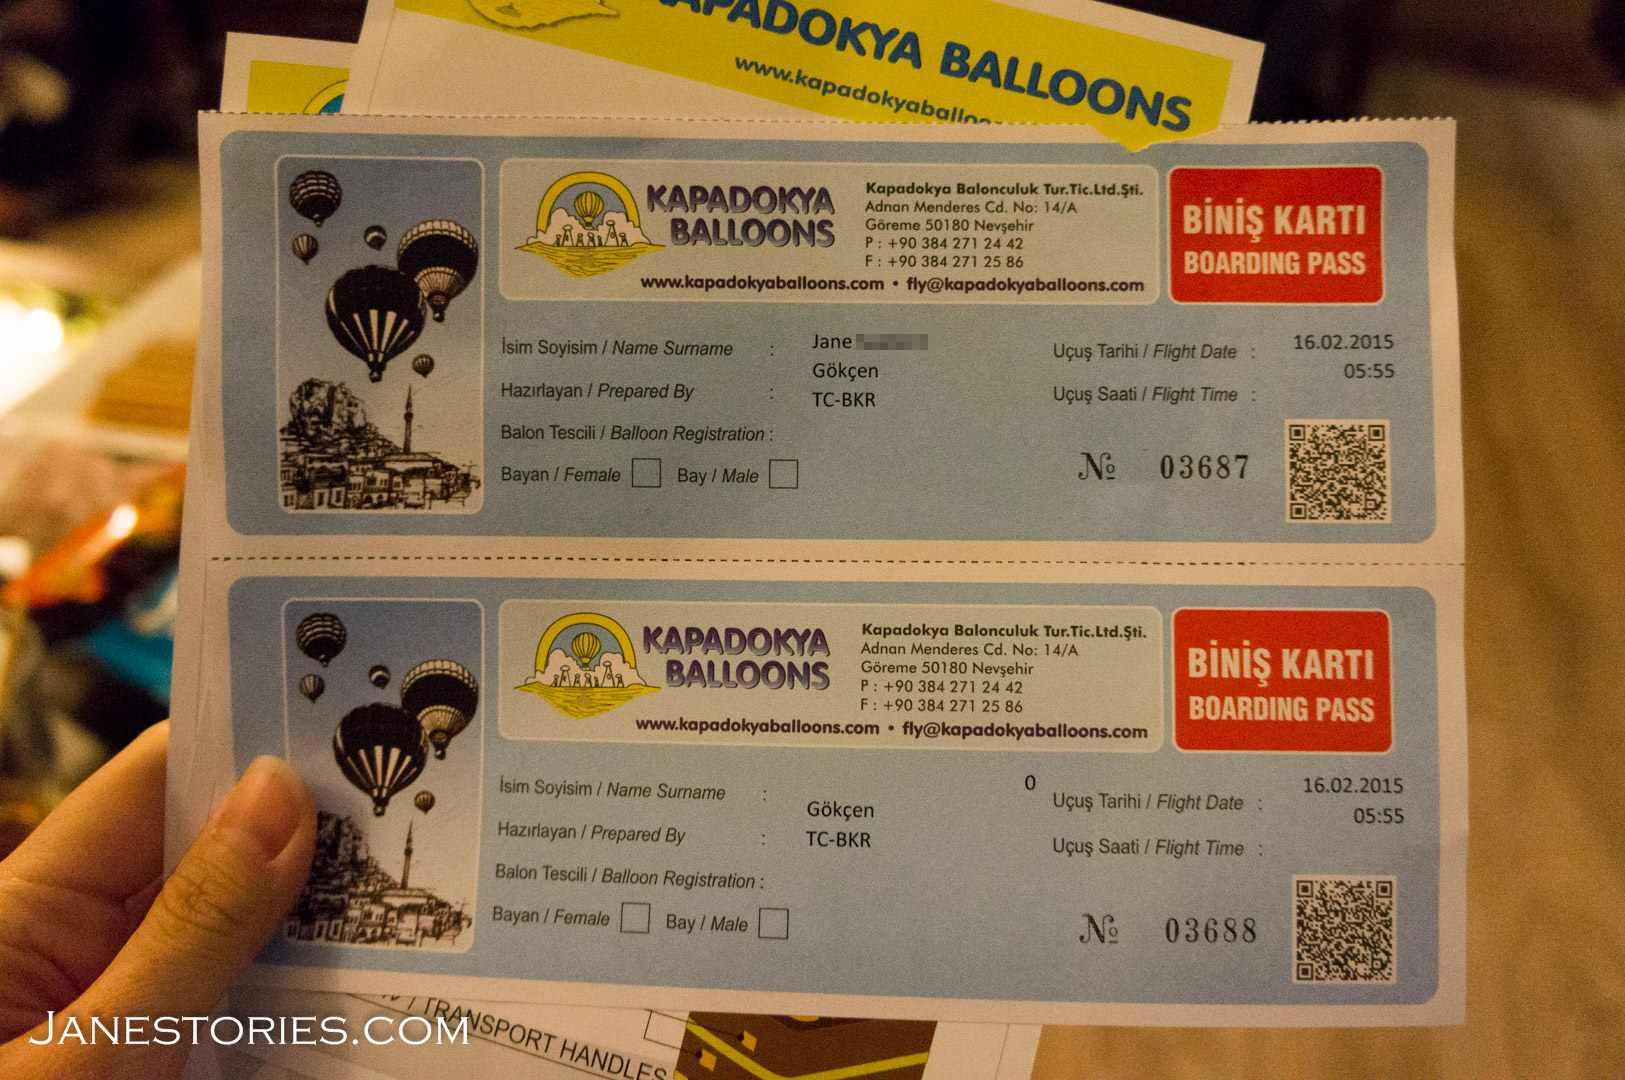 KAPADOKYA BALLOONS
KAPADOKYA
BALLOONS
Kapadokya Balonculuk Tur.Tic.Ltd.Şti.
Adnan Menderes Cd. No: 14/A
Göreme 50180 Nevşehir
P : +90 384 271 24 42
F : +90 384 271 25 86
www.kapadokyaballoons.com • fly@kapadokyaballoons.com
BİNİŞ KARTI
BOARDING PASS
İsim Soyisim / Name Surname : Jane
Hazırlayan / Prepared By : Gökçen
TC-BKR
Balon Tescili / Balloon Registration :
Bayan / Female Bay / Male
Uçuş Tarihi / Flight Date : 16.02.2015
05:55
Uçuş Saati / Flight Time :
№ 03687
KAPADOKYA
BALLOONS
Kapadokya Balonculuk Tur.Tic.Ltd.Şti.
Adnan Menderes Cd. No: 14/A
Göreme 50180 Nevşehir
P : +90 384 271 24 42
F : +90 384 271 25 86
www.kapadokyaballoons.com • fly@kapadokyaballoons.com
BİNİŞ KARTI
BOARDING PASS
İsim Soyisim / Name Surname : 0
Gökçen
Hazırlayan / Prepared By : TC-BKR
Balon Tescili / Balloon Registration :
Bayan / Female Bay / Male
Uçuş Tarihi / Flight Date : 16.02.2015
05:55
Uçuş Saati / Flight Time :
№ 03688
/ TRANSPORT HANDLES
JANESTORIES.COM